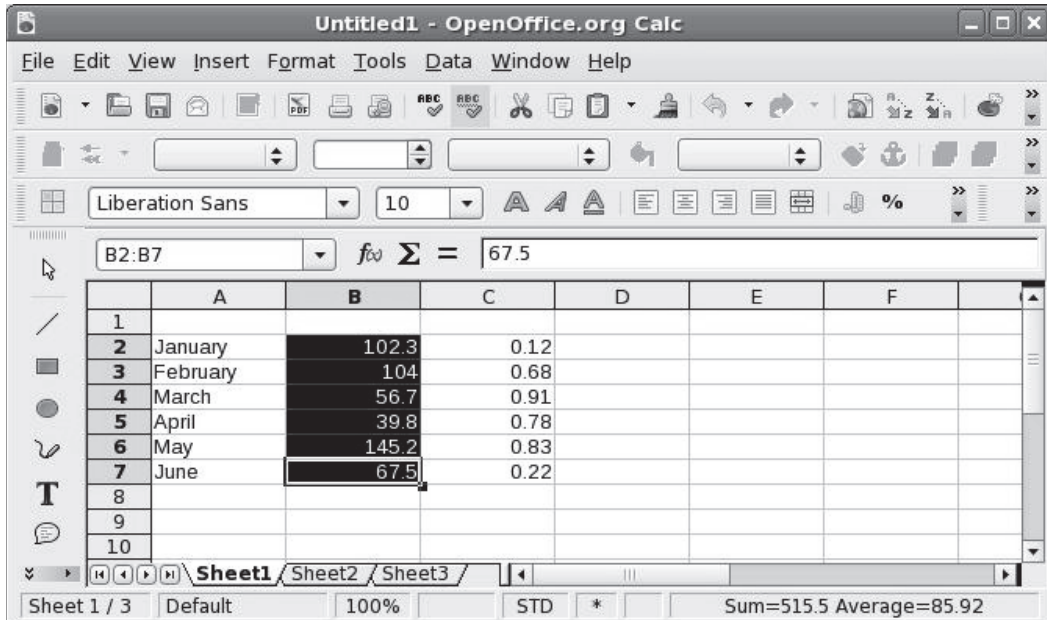 Untitled1 - OpenOffice.org Calc
File Edit View Insert Format Tools Data Window Help
PDF ABC ABC A Z Z A
Liberation Sans 10 A A A %
B2:B7 f(x) Σ = 67.5
A B C D E F
1
2 January 102.3 0.12
3 February 104 0.68
4 March 56.7 0.91
5 April 39.8 0.78
6 May 145.2 0.83
7 June 67.5 0.22
T 8
9
10
Sheet1 Sheet2 Sheet3
Sheet 1 / 3 Default 100% STD * Sum=515.5 Average=85.92